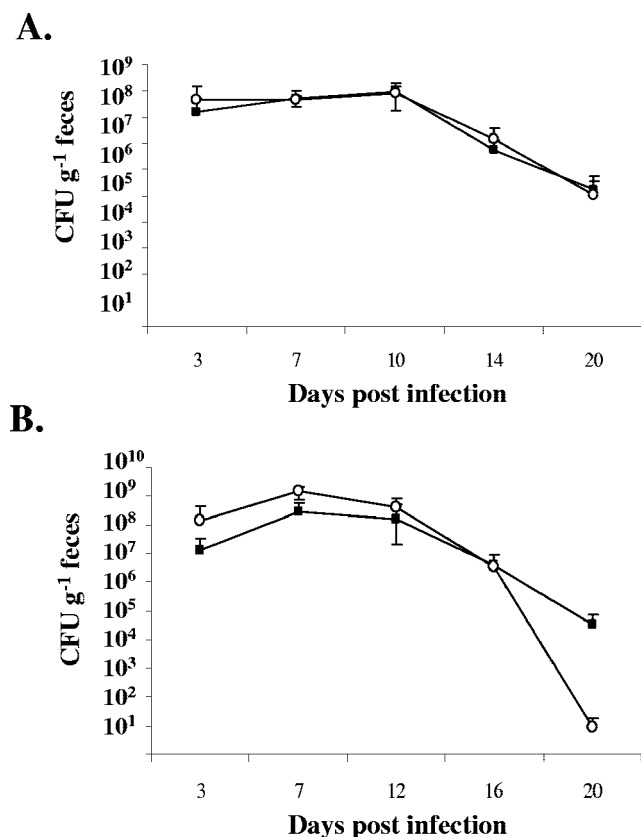 A.
CFU g⁻¹ feces
10⁹
10⁸
10⁷
10⁶
10⁵
10⁴
10³
10²
10¹
3 7 10 14 20
Days post infection
B.
CFU g⁻¹ feces
10¹⁰
10⁹
10⁸
10⁷
10⁶
10⁵
10⁴
10³
10²
10¹
3 7 12 16 20
Days post infection